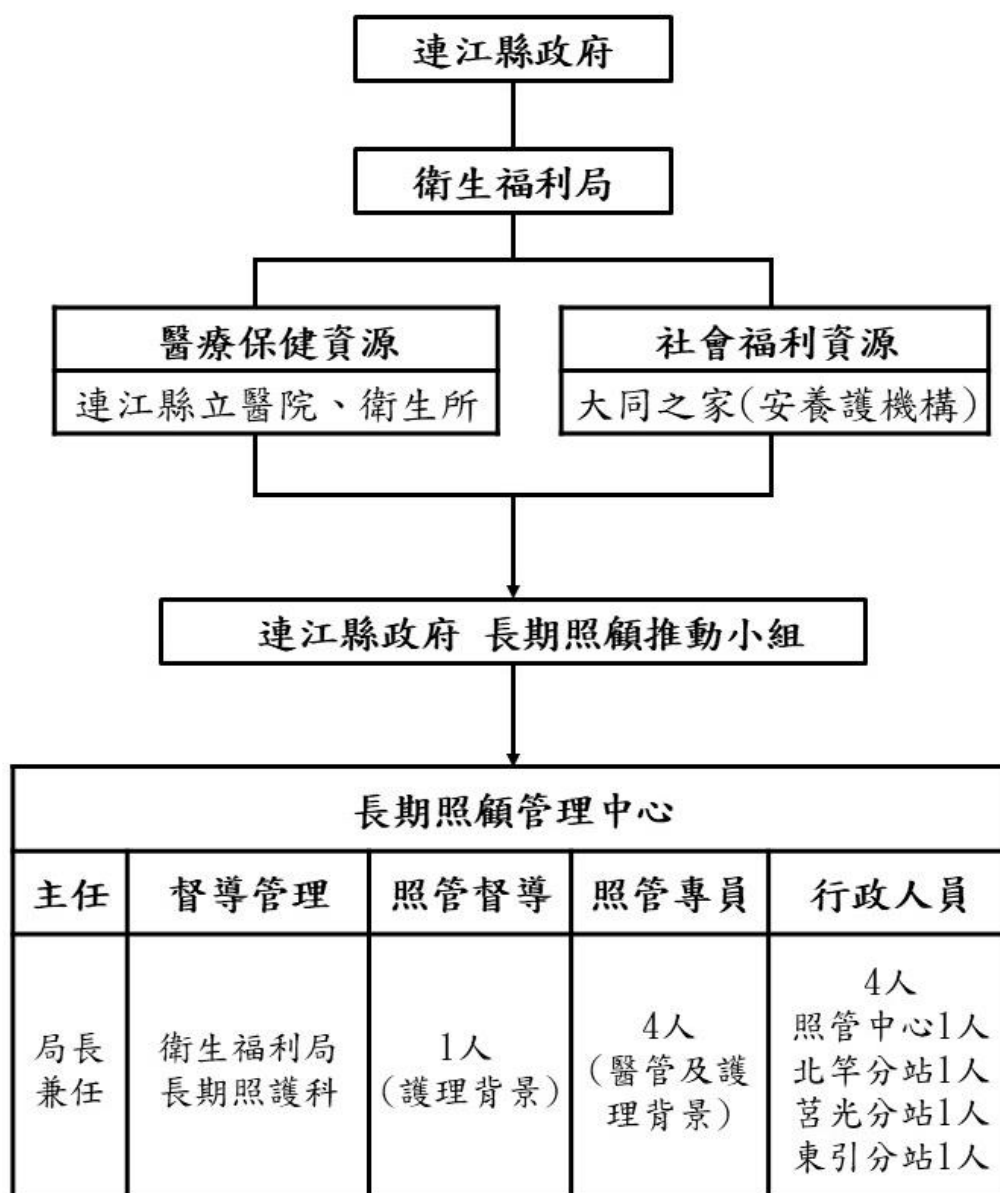 連江縣政府
衛生福利局
醫療保健資源
連江縣立醫院、衛生所
社會福利資源
大同之家(安養護機構)
連江縣政府 長期照顧推動小組
長期照顧管理中心
主任
督導管理
照管督導
照管專員
行政人員
局長
兼任
衛生福利局
長期照護科
1人
(護理背景)
4人
(醫管及護
理背景)
4人
照管中心1人
北竿分站1人
莒光分站1人
東引分站1人